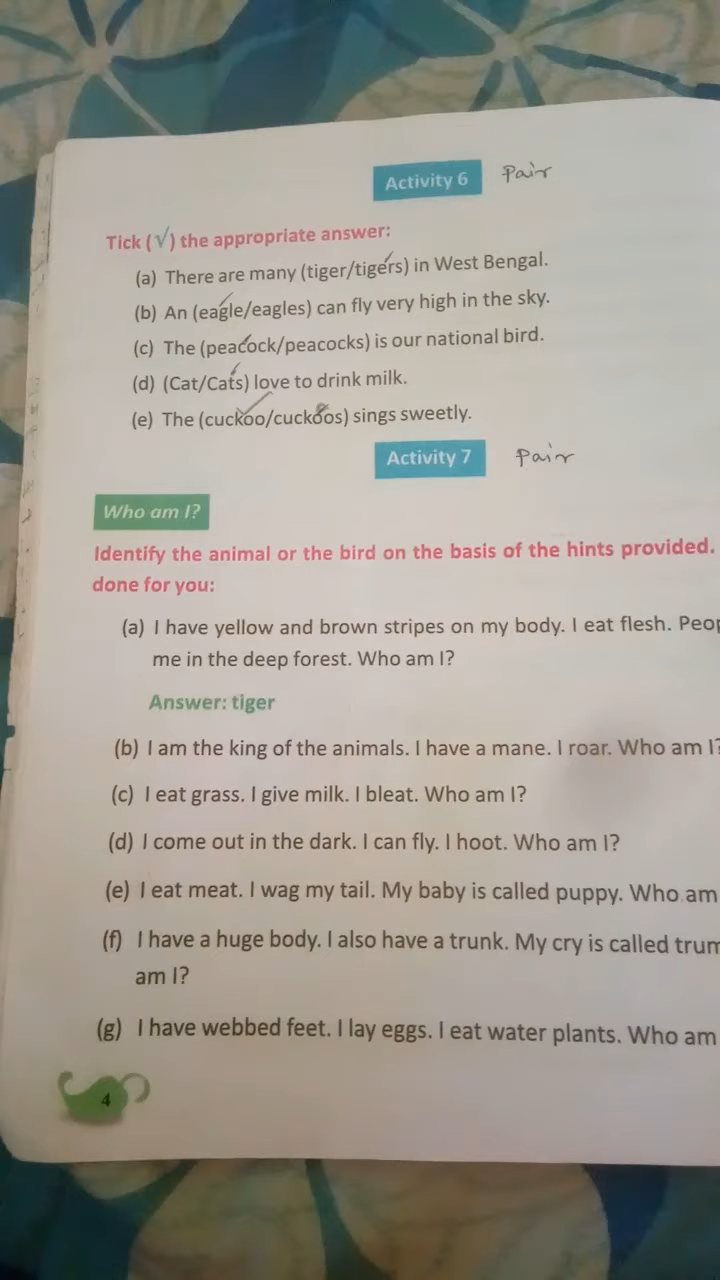 Activity 6 Pair
Tick (√) the appropriate answer:
(a) There are many (tiger/tigers) in West Bengal.
(b) An (eagle/eagles) can fly very high in the sky.
(c) The (peacock/peacocks) is our national bird.
(d) (Cat/Cats) love to drink milk.
(e) The (cuckoo/cuckoos) sings sweetly.
Activity 7 Pair
Who am I?
Identify the animal or the bird on the basis of the hints provided.
done for you:
(a) I have yellow and brown stripes on my body. I eat flesh.
me in the deep forest. Who am I?
Answer: tiger
(b) I am the king of the animals. I have a mane. I roar. Who am I?
(c) I eat grass. I give milk. I bleat. Who am I?
(d) I come out in the dark. I can fly. I hoot. Who am I?
(e) I eat meat. I wag my tail. My baby is called puppy. Who am
(f) I have a huge body. I also have a trunk. My cry is called
am I?
(g) I have webbed feet. I lay eggs. I eat water plants. Who am
4